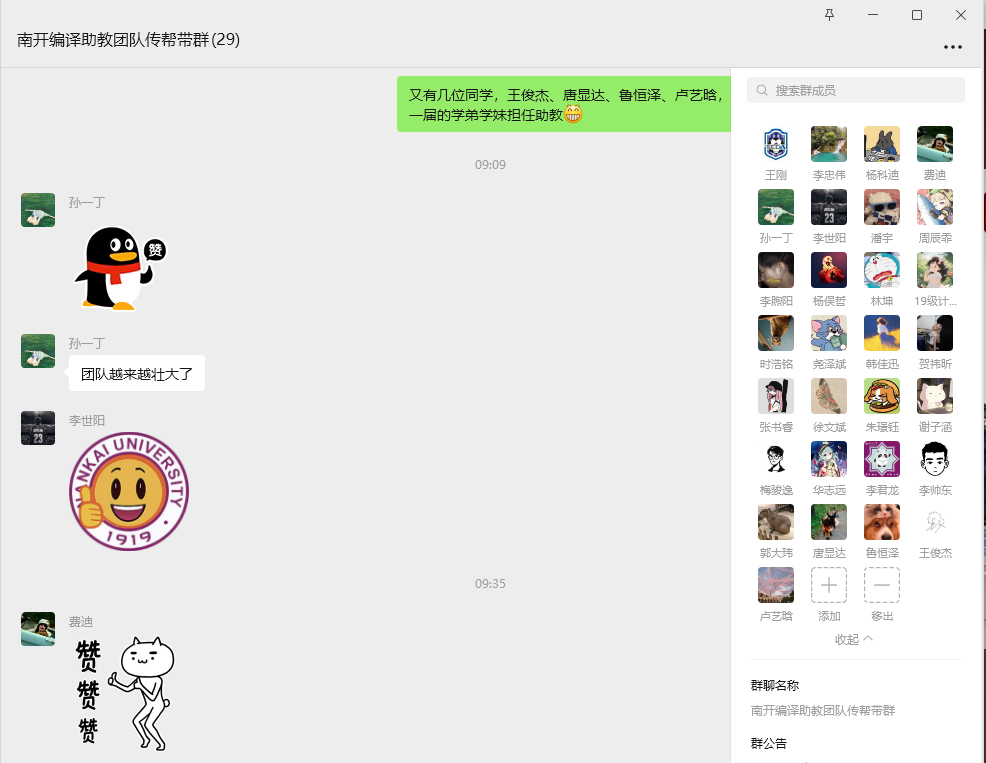 南开编译助教团队传帮带群(29)
又有几位同学，王俊杰、唐显达、鲁恒泽、卢艺晗，
一届的学弟学妹担任助教😁
09:09
孙一丁
赞
孙一丁
团队越来越壮大了
李世阳
NANKAI UNIVERSITY
1919
09:35
费迪
赞
赞
赞
搜索群成员
王刚 李忠伟 杨科迪 费迪
孙一丁 李世阳 潘宇 周辰霏
23
李煦阳 杨俣哲 林坤 19级计...
时浩铭 尧泽斌 韩佳迅 贺祎昕
张书睿 徐文斌 朱璟钰 谢子涵
梅骏逸 华志远 李君龙 李帅东
郭大玮 唐显达 鲁恒泽 王俊杰
卢艺晗 添加 移出
收起
群聊名称
南开编译助教团队传帮带群
群公告